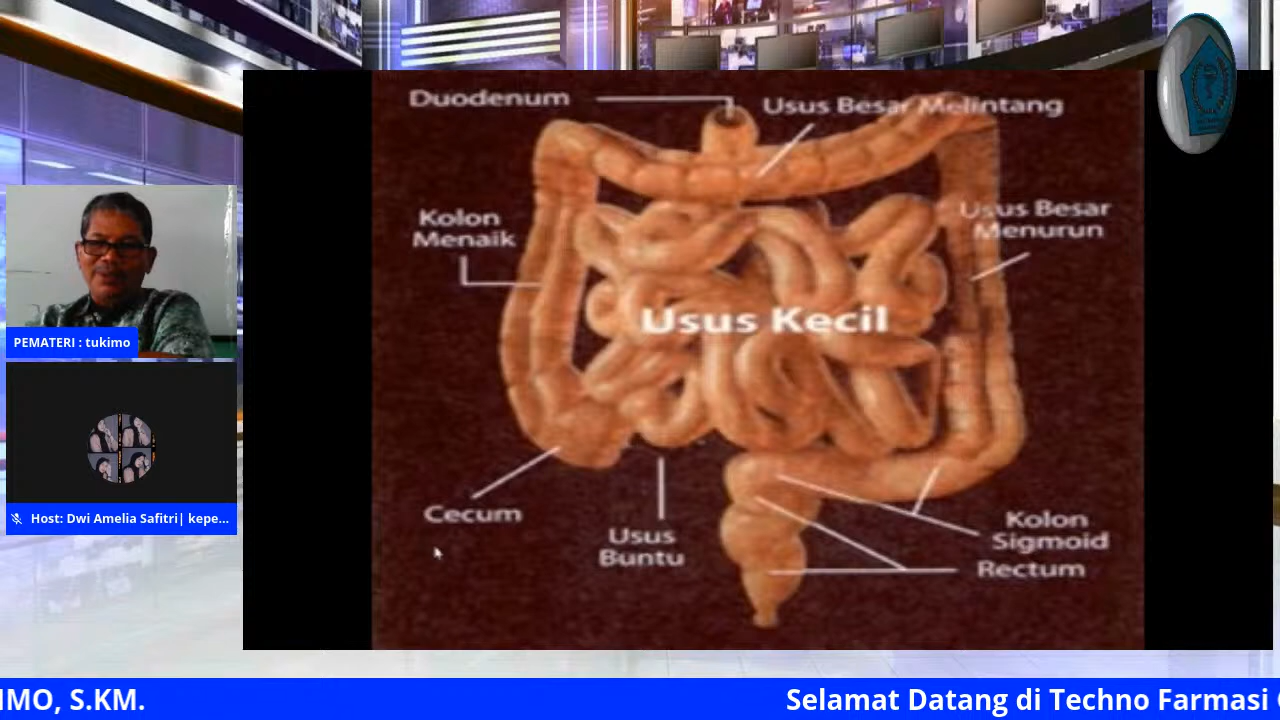 Duodenum
Usus Besar Melintang
Kolon
Menaik
Usus Besar
Menurun
Usus Kecil
Cecum
Usus
Buntu
Kolon
Sigmoid
Rectum
PEMATERI : tukimo
Host: Dwi Amelia Safitri| kepe...
IMO, S.KM.
Selamat Datang di Techno Farmasi